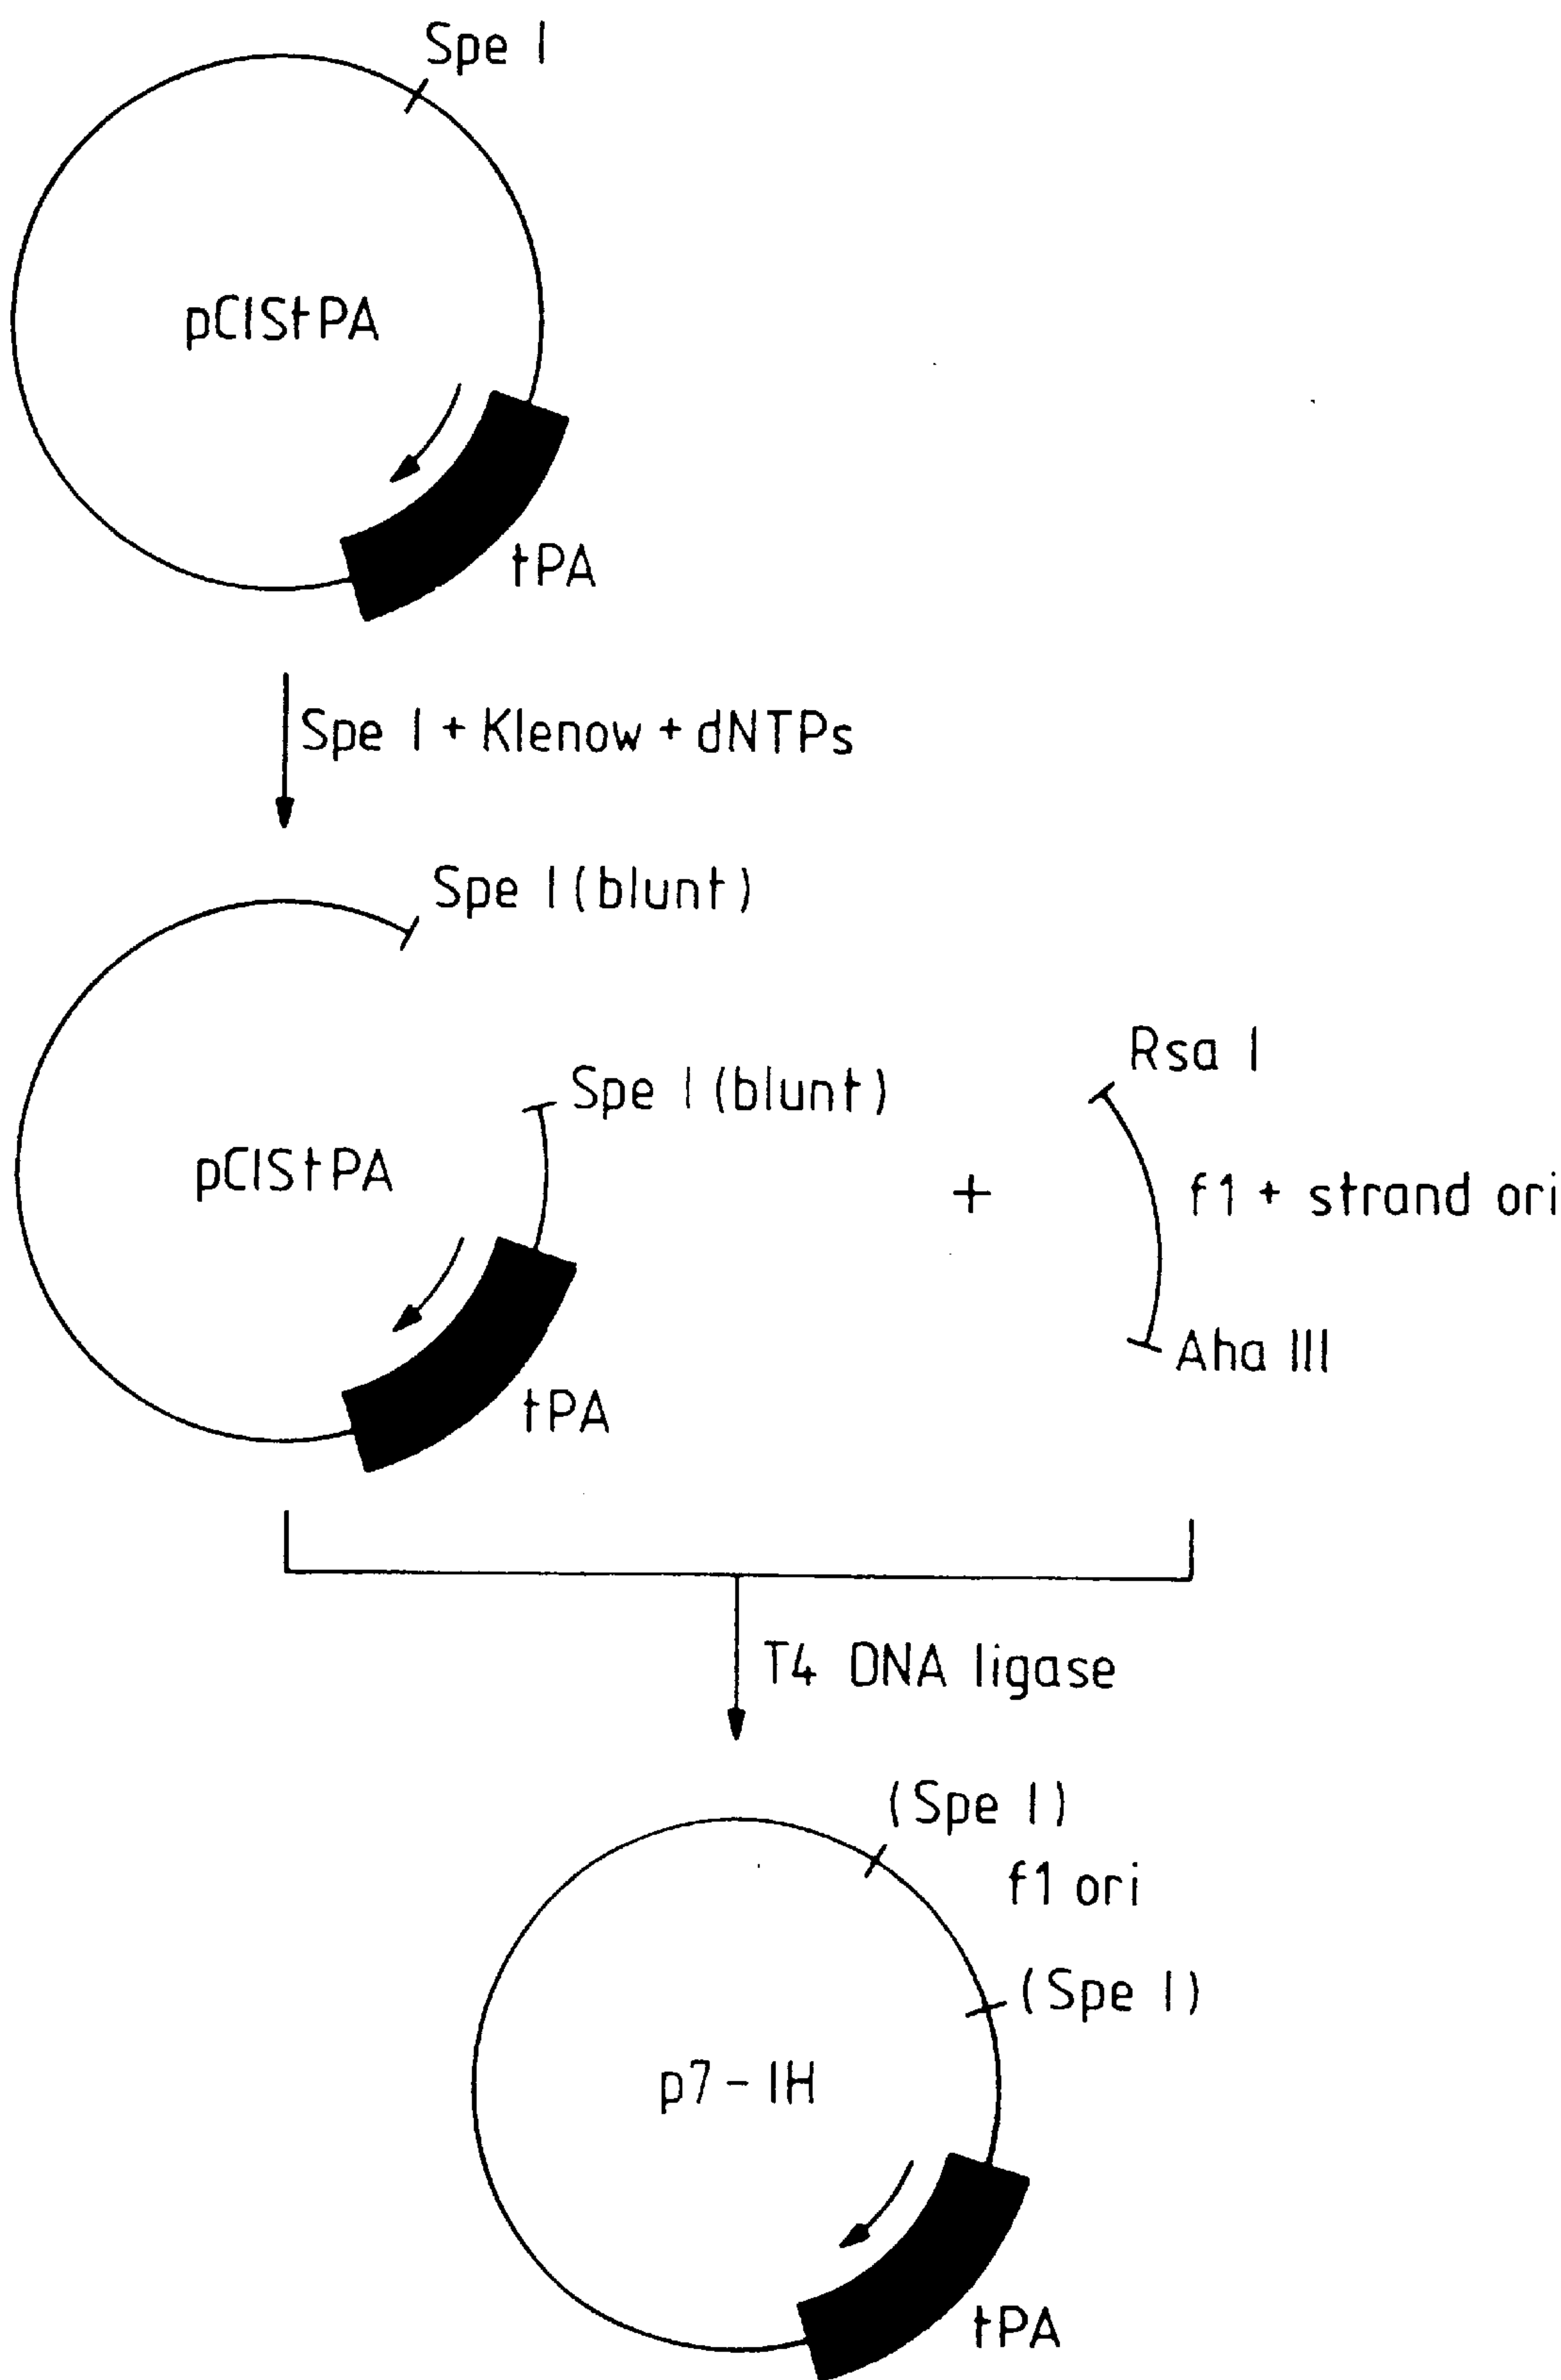 Spe I
pCIStPA
tPA
Spe I + Klenow + dNTPs
Spe I (blunt)
Spe I (blunt)
pCIStPA
tPA
+
Rsa I
f1 + strand ori
Aha III
T4 DNA ligase
(Spe I)
f1 ori
(Spe I)
p7-IH
tPA